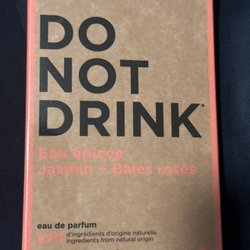 DO
NOT
DRINK
Eau épicée
Jasmin + Baies roses
eau de parfum
d'ingrédients d'origine naturelle
ingredients from natural origin